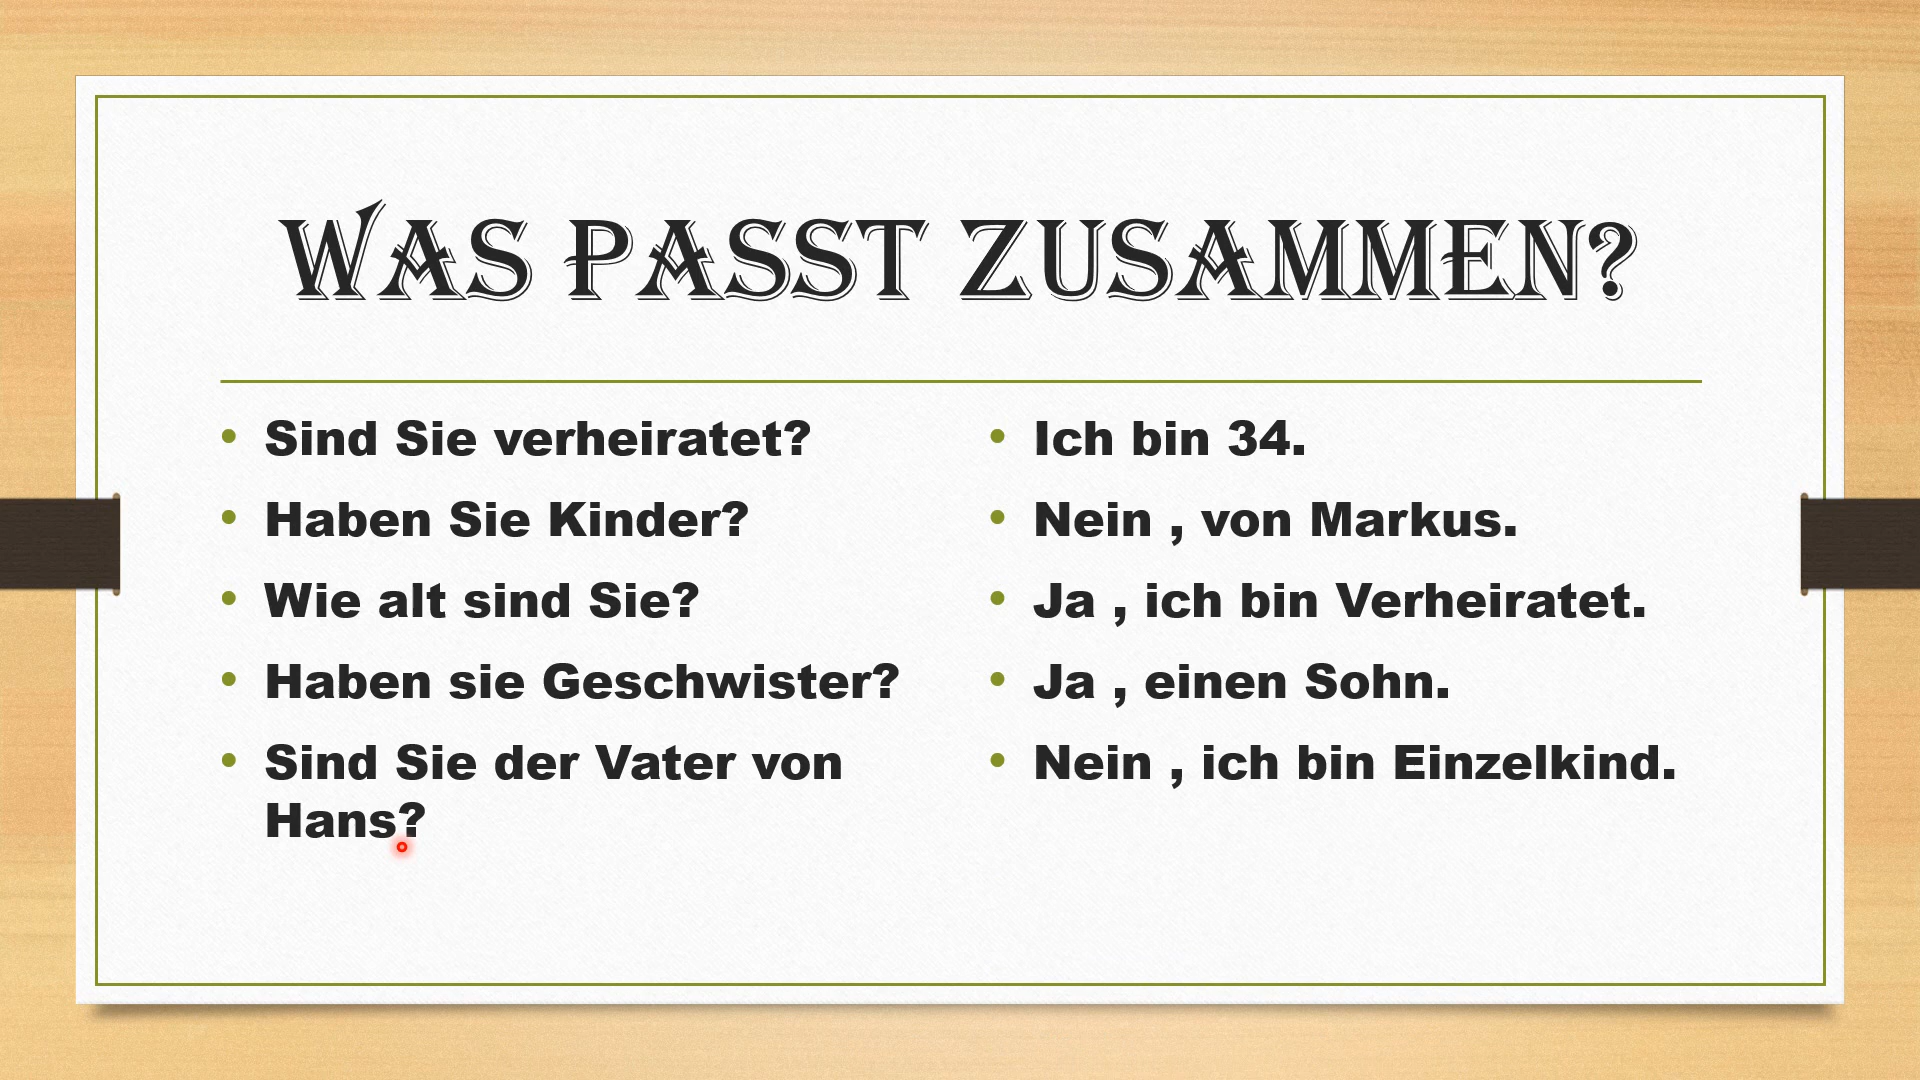 WAS PASST ZUSAMMEN?
• Sind Sie verheiratet?
• Haben Sie Kinder?
• Wie alt sind Sie?
• Haben sie Geschwister?
• Sind Sie der Vater von
Hans?
• Ich bin 34.
• Nein , von Markus.
• Ja , ich bin Verheiratet.
• Ja , einen Sohn.
• Nein , ich bin Einzelkind.